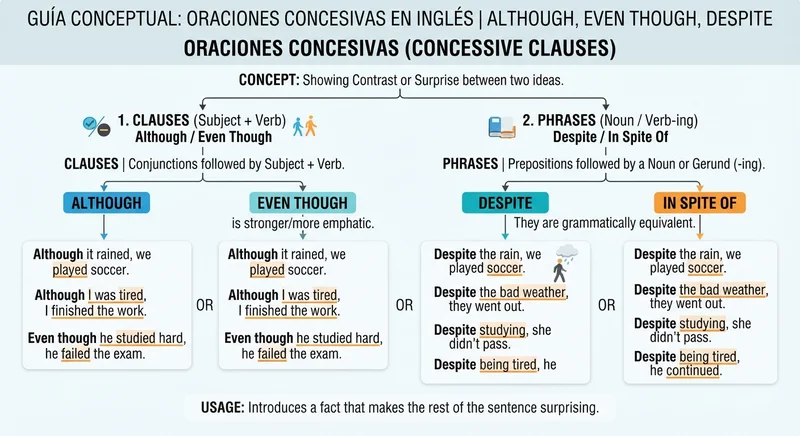 GUÍA CONCEPTUAL: ORACIONES CONCESIVAS EN INGLÉS | ALTHOUGH, EVEN THOUGH, DESPITE
ORACIONES CONCESIVAS (CONCESSIVE CLAUSES)
CONCEPT: Showing Contrast or Surprise between two ideas.
1. CLAUSES (Subject + Verb)
Although / Even Though
CLAUSES | Conjunctions followed by Subject + Verb.
2. PHRASES (Noun / Verb-ing)
Despite / In Spite Of
PHRASES | Prepositions followed by a Noun or Gerund (-ing).
ALTHOUGH
EVEN THOUGH
is stronger/more emphatic.
DESPITE
IN SPITE OF
They are grammatically equivalent.
Although it rained, we
played soccer.
Although I was tired,
I finished the work.
Even though he studied hard,
he failed the exam.
OR
Although it rained, we
played soccer.
Although I was tired,
I finished the work.
Even though he studied hard,
he failed the exam.
OR
Despite the rain, we
played soccer.
Despite the bad weather,
they went out.
Despite studying, she
didn't pass.
Despite being tired, he
OR
Despite the rain, we
played soccer.
Despite the bad weather,
they went out.
Despite studying, she
didn't pass.
Despite being tired,
he continued.
USAGE: Introduces a fact that makes the rest of the sentence surprising.